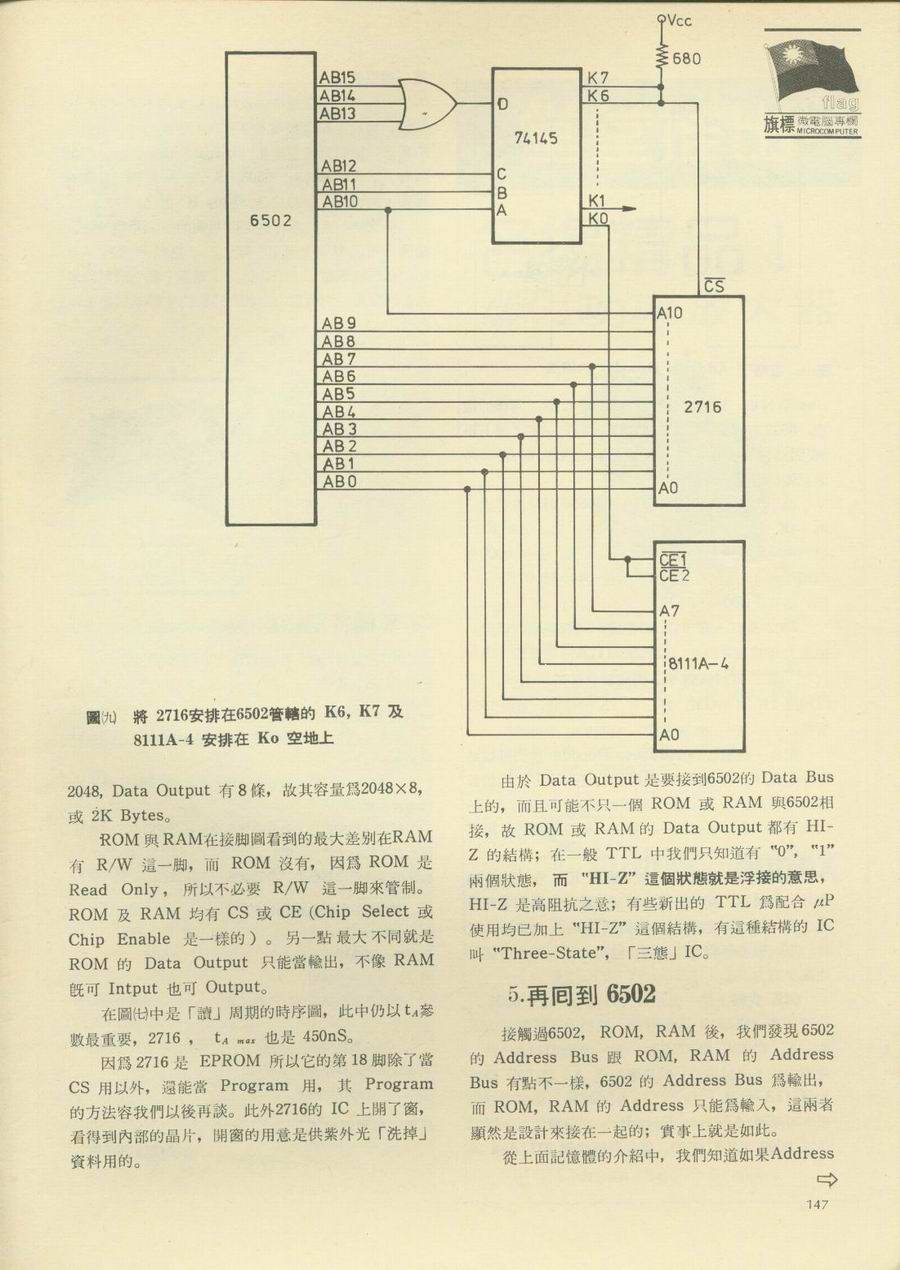 Vcc
680
flag
旗標 微電腦專欄
MICROCOMPUTER
6502
AB15
AB14
AB13
AB12
AB11
AB10
AB9
AB8
AB7
AB6
AB5
AB4
AB3
AB2
AB1
AB0
74145
D
C
B
A
K7
K6
K1
K0
CS
A10
2716
A0
CE1
CE2
A7
8111A-4
A0
圖㈨ 將 2716安排在6502管轄的 K6, K7 及
8111A-4 安排在 Ko 空地上
2048, Data Output 有8條，故其容量爲2048×8,
或 2K Bytes。
ROM 與 RAM在接脚圖看到的最大差別在RAM
有 R/W 這一脚，而 ROM 沒有，因爲 ROM 是
Read Only，所以不必要 R/W 這一脚來管制。
ROM 及 RAM 均有 CS 或 CE (Chip Select 或
Chip Enable 是一樣的）。另一點最大不同就是
ROM 的 Data Output 只能當輸出，不像 RAM
旣可 Intput 也可 Output。
在圖㈦中是「讀」周期的時序圖，此中仍以 tA參
數最重要，2716 ， tA max 也是 450nS。
因爲 2716 是 EPROM 所以它的第 18 脚除了當
CS 用以外，還能當 Program 用，其 Program
的方法容我們以後再談。此外2716的 IC 上開了窗，
看得到內部的晶片，開窗的用意是供紫外光「洗掉」
資料用的。
由於 Data Output 是要接到6502的 Data Bus
上的，而且可能不只一個 ROM 或 RAM 與6502相
接，故 ROM 或 RAM 的 Data Output 都有 HI-
Z 的結構；在一般 TTL 中我們只知道有 "0", "1"
兩個狀態，而 "HI-Z" 這個狀態就是浮接的意思，
HI-Z 是高阻抗之意；有些新出的 TTL 爲配合 μP
使用均已加上 "HI-Z" 這個結構，有這種結構的 IC
叫 "Three-State", 「三態」IC。
5.再回到 6502
接觸過6502, ROM, RAM 後，我們發現 6502
的 Address Bus 跟 ROM, RAM 的 Address
Bus 有點不一樣，6502 的 Address Bus 爲輸出，
而 ROM, RAM 的 Address 只能爲輸入，這兩者
顯然是設計來接在一起的；實事上就是如此。
從上面記憶體的介紹中，我們知道如果Address
147